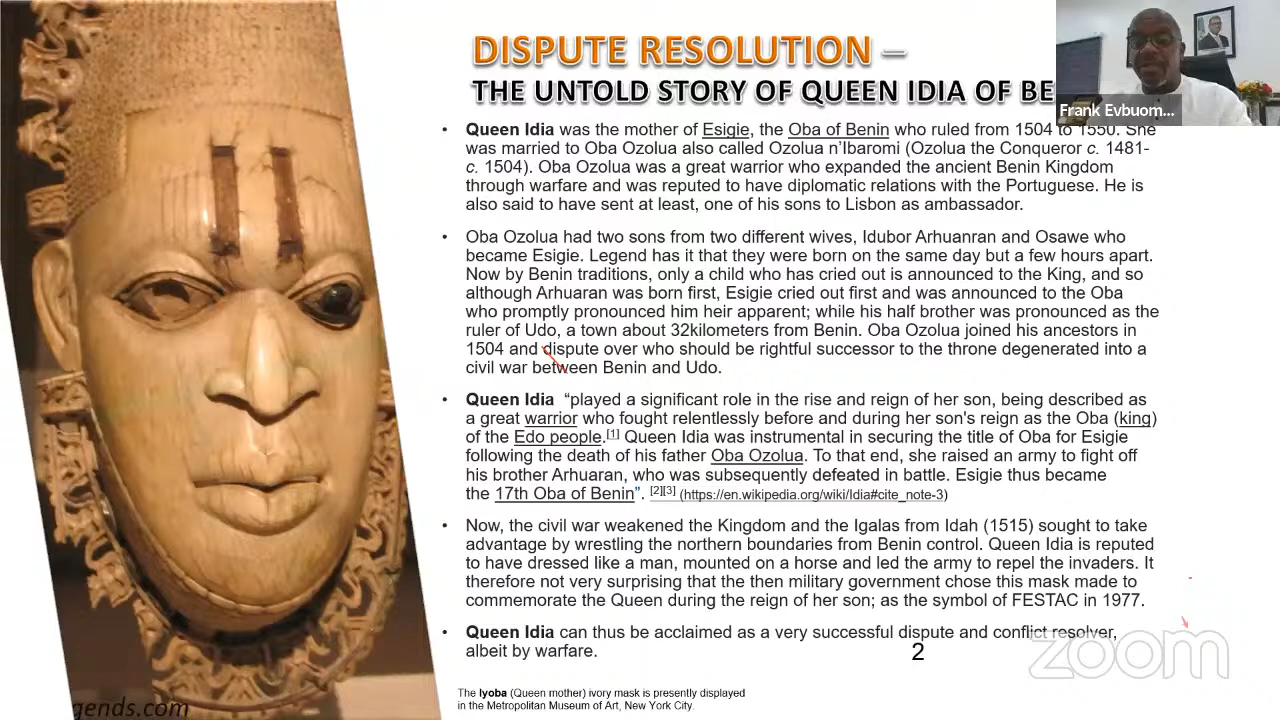 DISPUTE RESOLUTION –
THE UNTOLD STORY OF QUEEN IDIA OF BE
Frank Evbuom...
• Queen Idia was the mother of Esigie, the Oba of Benin who ruled from 1504 to 1550. She
was married to Oba Ozolua also called Ozolua n'Ibaromi (Ozolua the Conqueror c. 1481-
c. 1504). Oba Ozolua was a great warrior who expanded the ancient Benin Kingdom
through warfare and was reputed to have diplomatic relations with the Portuguese. He is
also said to have sent at least, one of his sons to Lisbon as ambassador.
• Oba Ozolua had two sons from two different wives, Idubor Arhuanran and Osawe who
became Esigie. Legend has it that they were born on the same day but a few hours apart.
Now by Benin traditions, only a child who has cried out is announced to the King, and so
although Arhuaran was born first, Esigie cried out first and was announced to the Oba
who promptly pronounced him heir apparent; while his half brother was pronounced as the
ruler of Udo, a town about 32kilometers from Benin. Oba Ozolua joined his ancestors in
1504 and dispute over who should be rightful successor to the throne degenerated into a
civil war between Benin and Udo.
• Queen Idia “played a significant role in the rise and reign of her son, being described as
a great warrior who fought relentlessly before and during her son's reign as the Oba (king)
of the Edo people.[1] Queen Idia was instrumental in securing the title of Oba for Esigie
following the death of his father Oba Ozolua. To that end, she raised an army to fight off
his brother Arhuaran, who was subsequently defeated in battle. Esigie thus became
the 17th Oba of Benin”. [2][3] (https://en.wikipedia.org/wiki/Idia#cite_note-3)
• Now, the civil war weakened the Kingdom and the Igalas from Idah (1515) sought to take
advantage by wrestling the northern boundaries from Benin control. Queen Idia is reputed
to have dressed like a man, mounted on a horse and led the army to repel the invaders. It
therefore not very surprising that the then military government chose this mask made to
commemorate the Queen during the reign of her son; as the symbol of FESTAC in 1977.
• Queen Idia can thus be acclaimed as a very successful dispute and conflict resolver,
albeit by warfare.
2
zoom
The Iyoba (Queen mother) ivory mask is presently displayed
in the Metropolitan Museum of Art, New York City.
gends.com